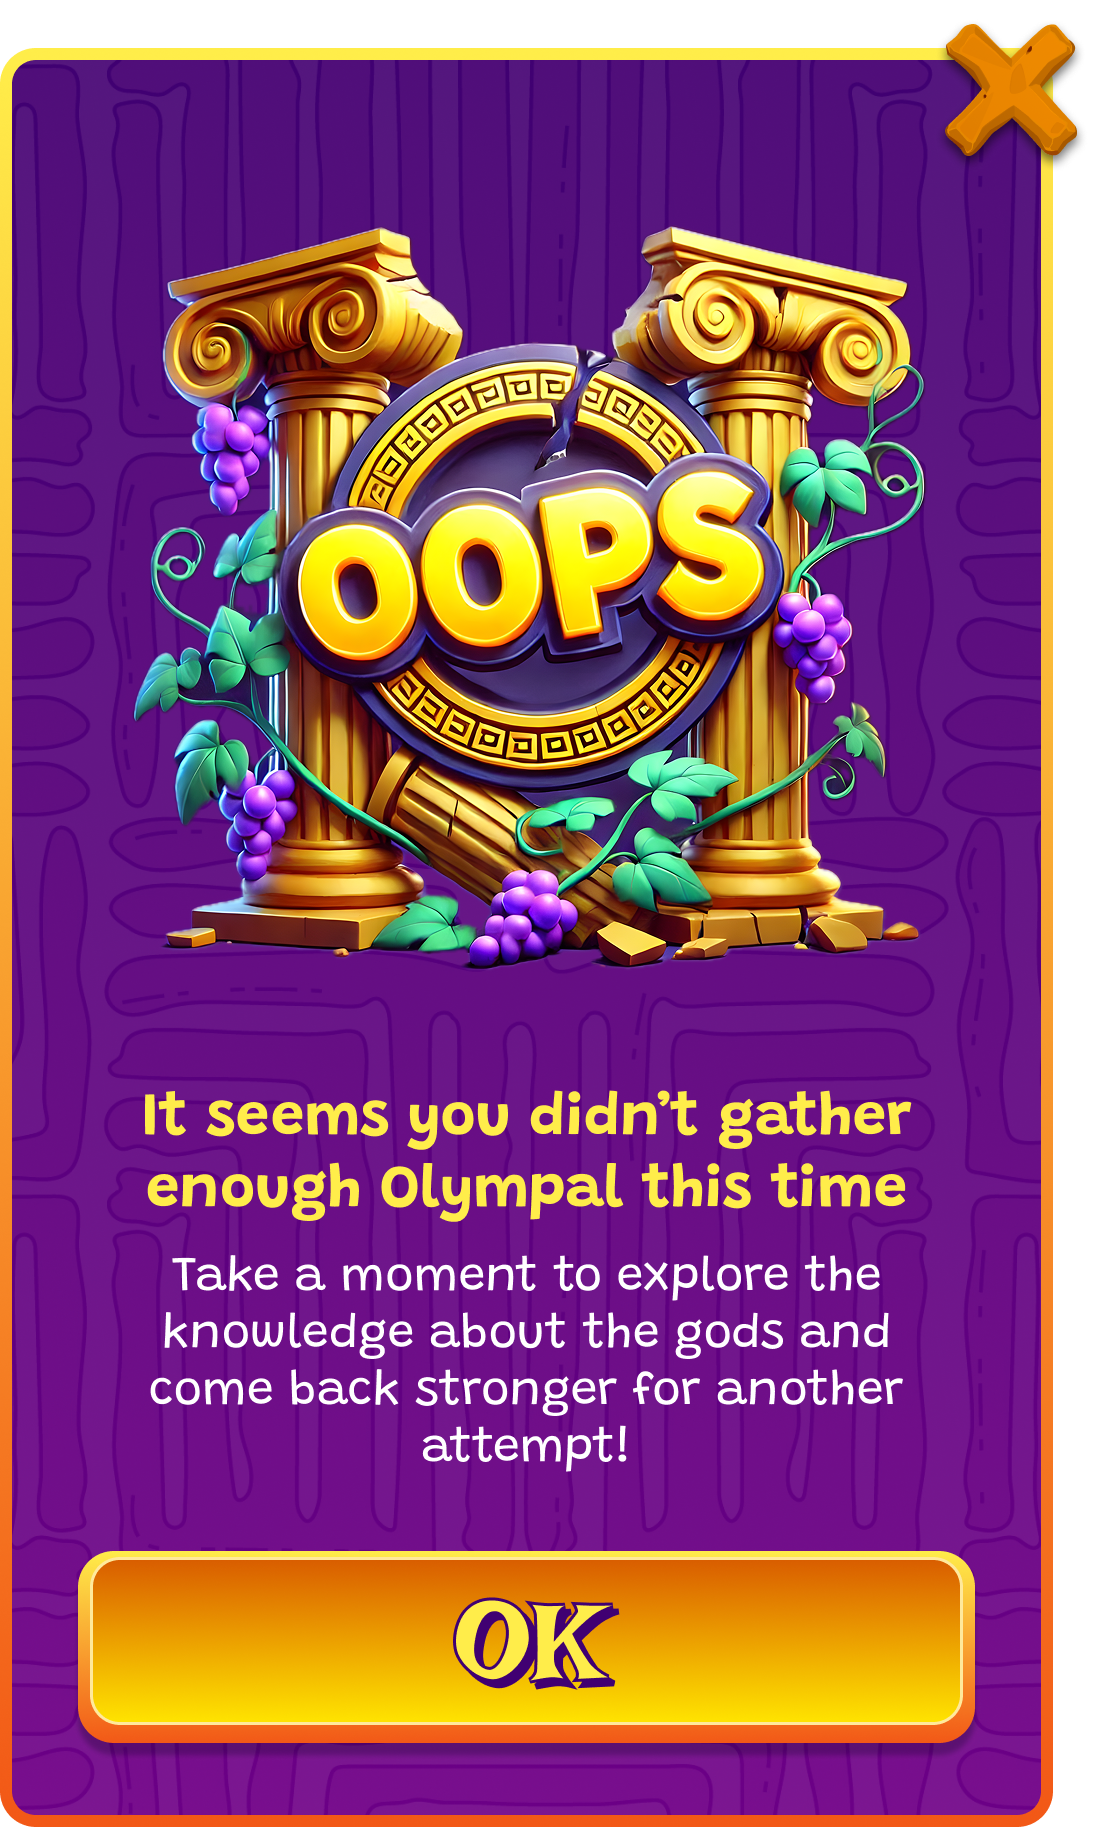 OOPS
It seems you didn’t gather
enough Olympal this time
Take a moment to explore the
knowledge about the gods and
come back stronger for another
attempt!
OK